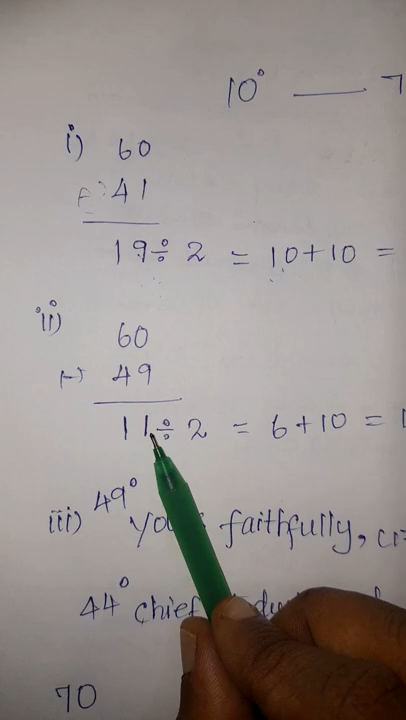 10° —— 7
i) 60
(-) 41
19 ÷ 2 = 10+10 =
ii) 60
(-) 49
11 ÷ 2 = 6+10 = 1
iii) 49° faithfully,
44° chief
70